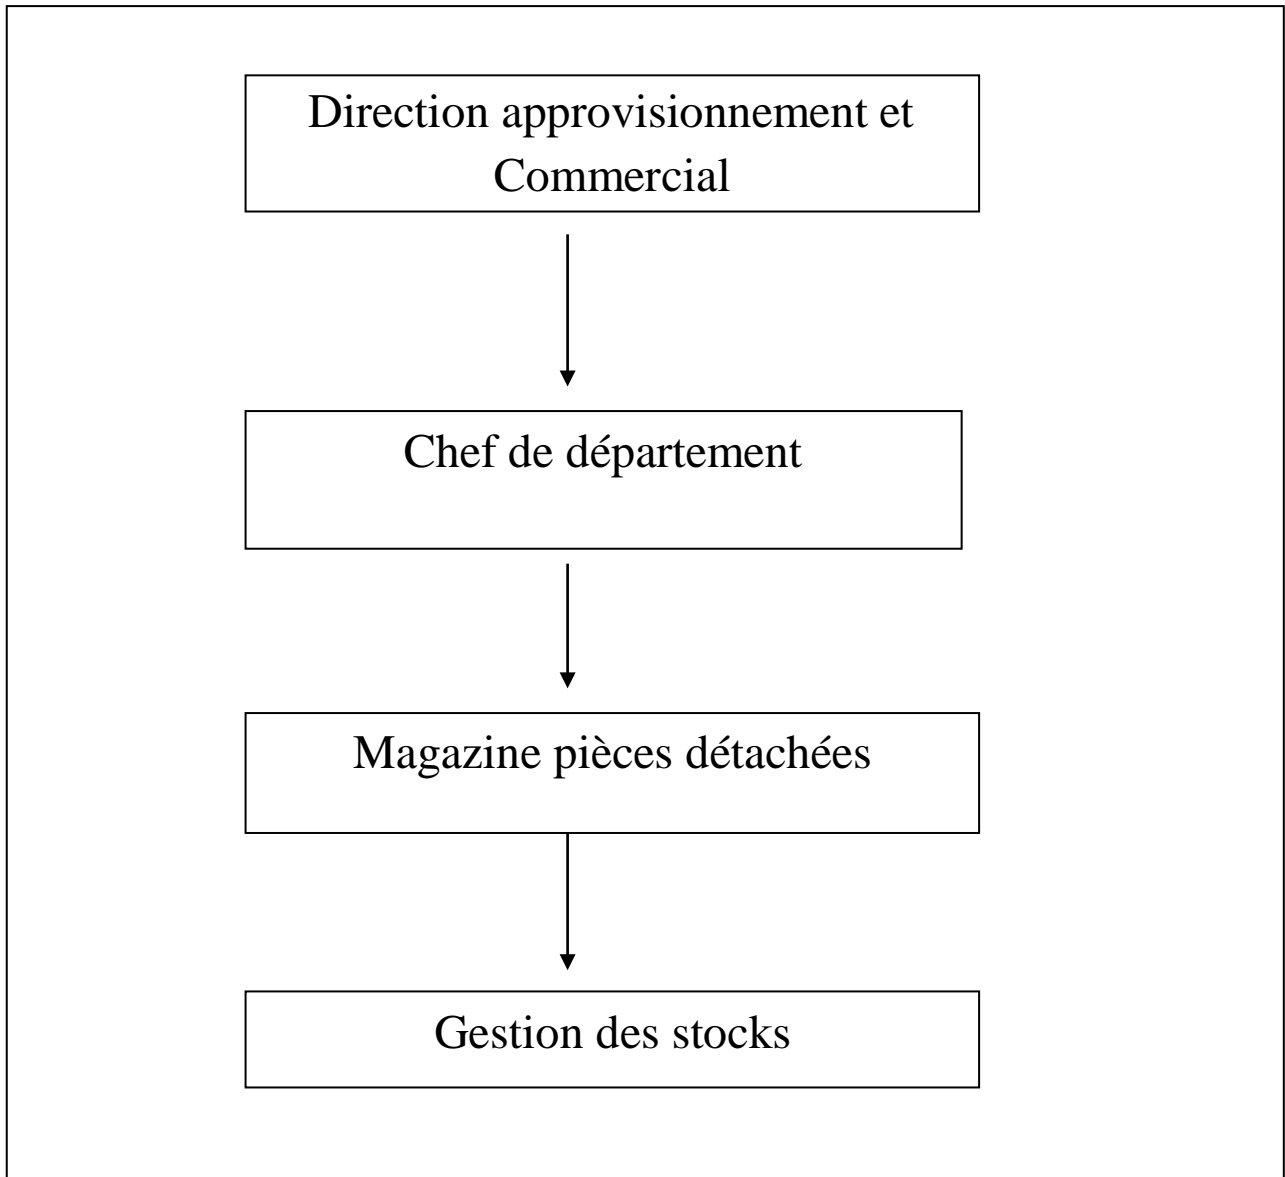 Direction approvisionnement et
Commercial
Chef de département
Magazine pièces détachées
Gestion des stocks